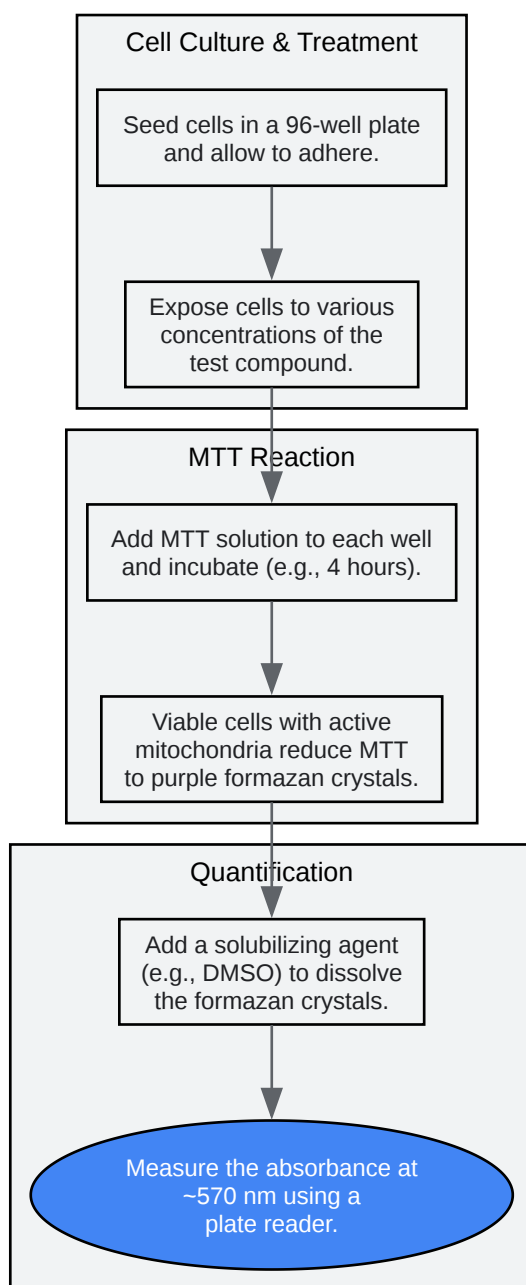 Cell Culture & Treatment
Seed cells in a 96-well plate
and allow to adhere.
Expose cells to various
concentrations of the
test compound.
MTT Reaction
Add MTT solution to each well
and incubate (e.g., 4 hours).
Viable cells with active
mitochondria reduce MTT
to purple formazan crystals.
Quantification
Add a solubilizing agent
(e.g., DMSO) to dissolve
the formazan crystals.
Measure the absorbance at
~570 nm using a
plate reader.